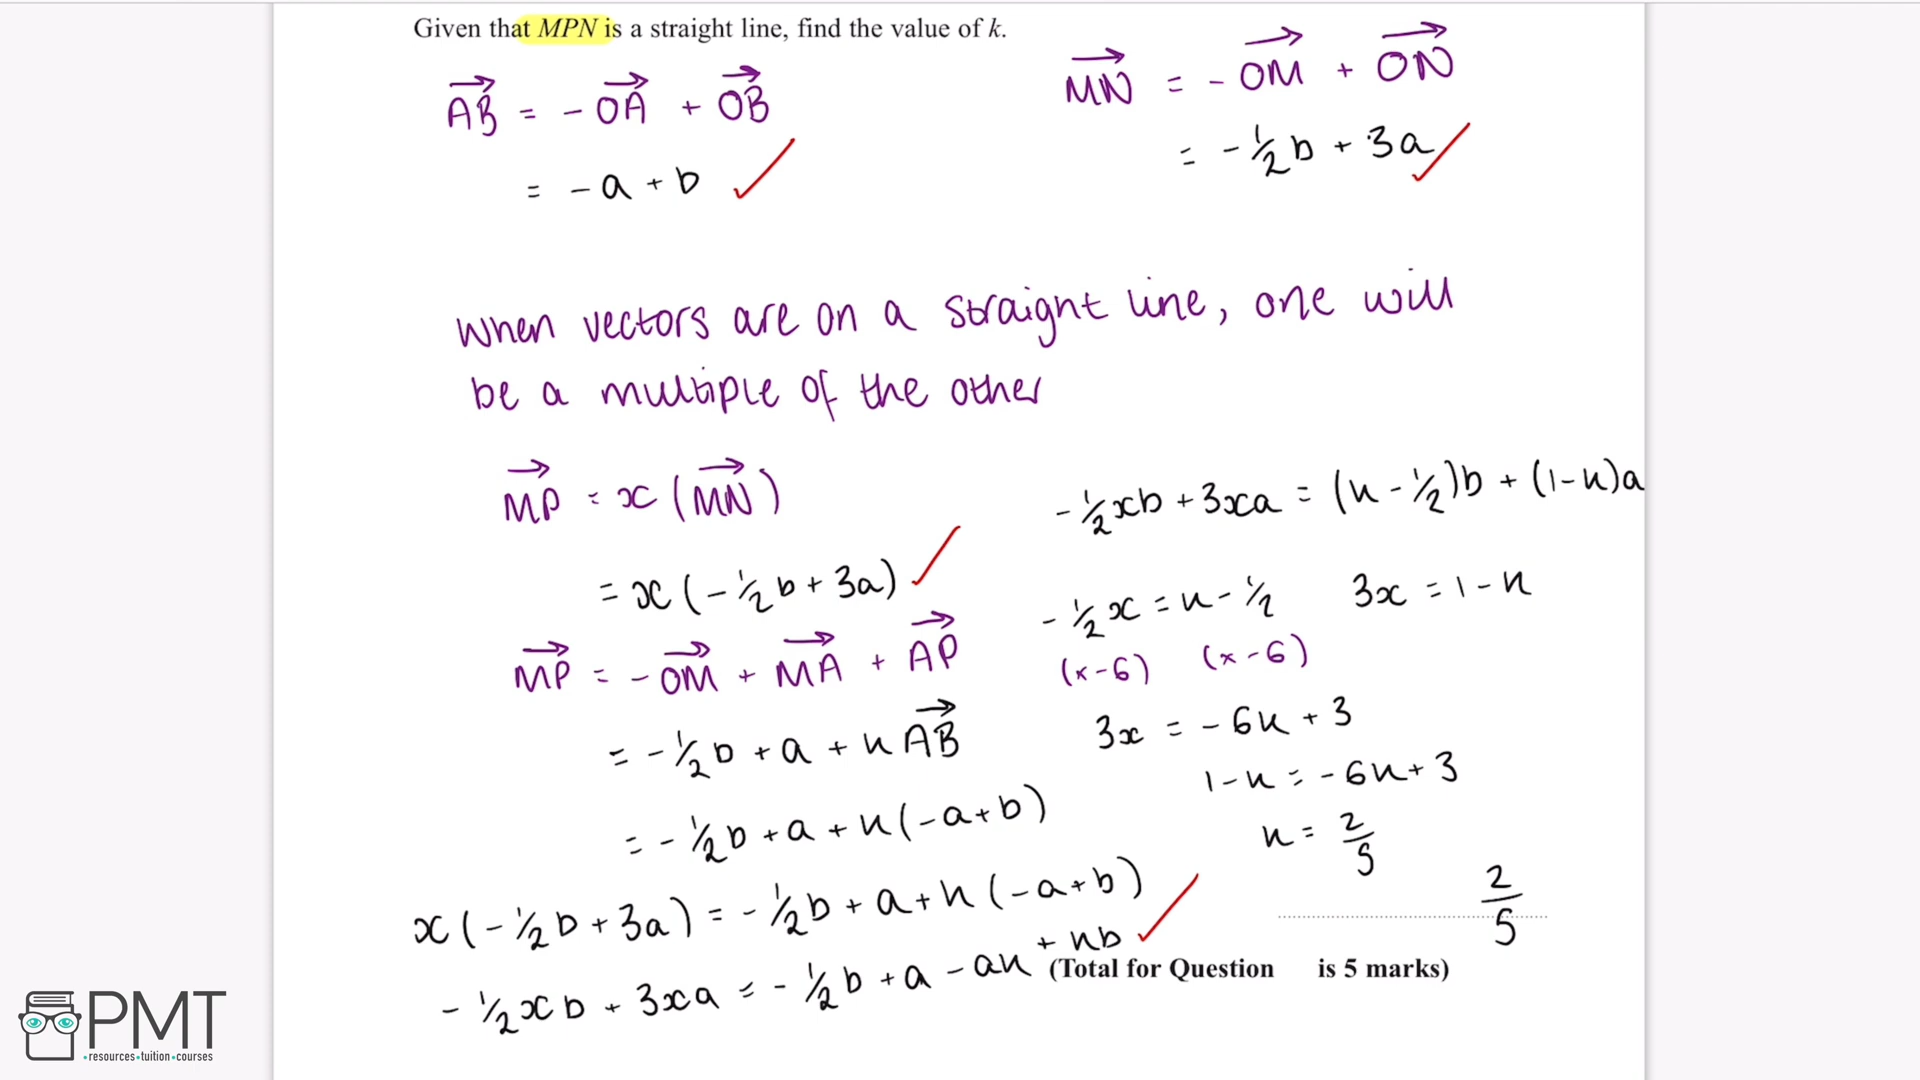 Given that MPN is a straight line, find the value of k.
AB = - OA + OB
= - a + b ✓
MN = - OM + ON
= - ½b + 3a ✓
When vectors are on a straight line, one will
be a multiple of the other
MP = x (MN)
= x (- ½b + 3a) ✓
MP = - OM + MA + AP
= - ½b + a + k AB
= - ½b + a + k (-a + b)
x (- ½b + 3a) = - ½b + a + k (-a + b) ✓
- ½xb + 3xa = - ½b + a - ak + kb
- ½xb + 3xa = (k - ½)b + (1 - k)a
- ½x = k - ½ 3x = 1 - k
(x -6) (x -6)
3x = - 6k + 3
1 - k = - 6k + 3
k = 2/5
2/5
(Total for Question is 5 marks)
PMT
•resources•tuition•courses